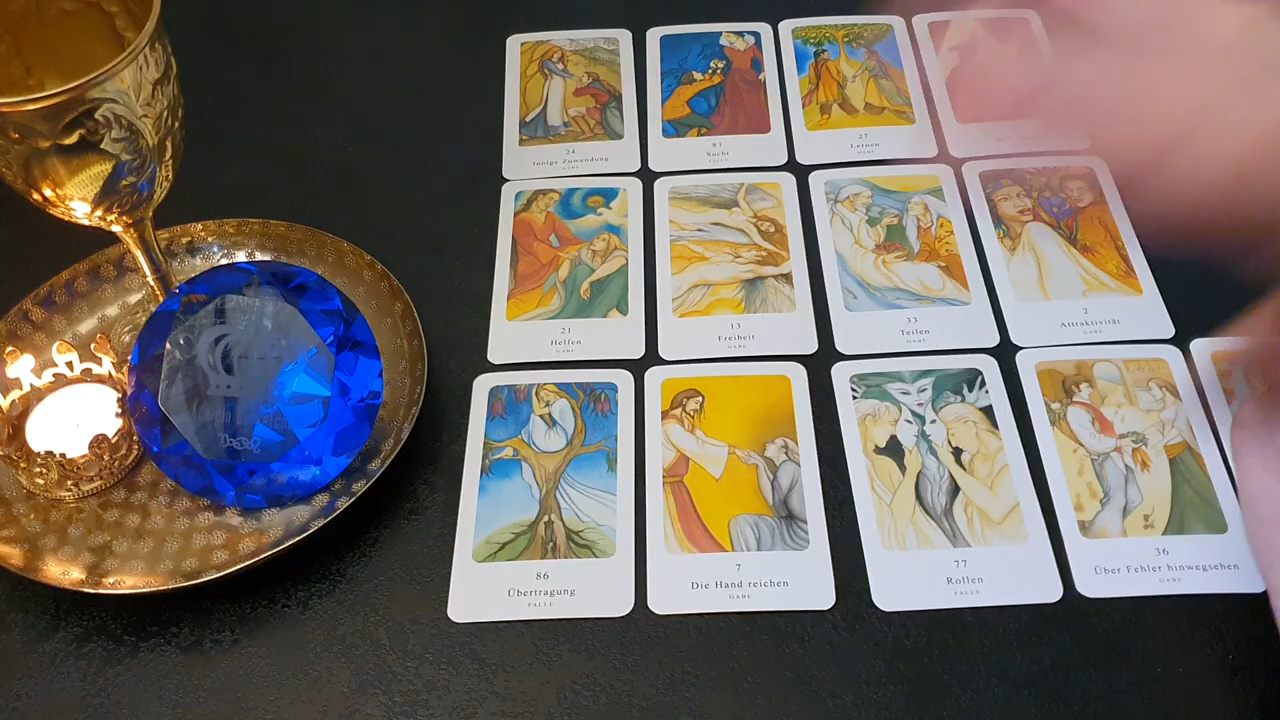 24
Innige Zuwendung
GABE
83
Sucht
FALLE
27
Lernen
GABE
21
Helfen
GABE
13
Freiheit
GABE
33
Teilen
GABE
2
Attraktivität
GABE
86
Übertragung
FALLE
7
Die Hand reichen
GABE
77
Rollen
FALLE
36
Über Fehler hinwegsehen
GABE